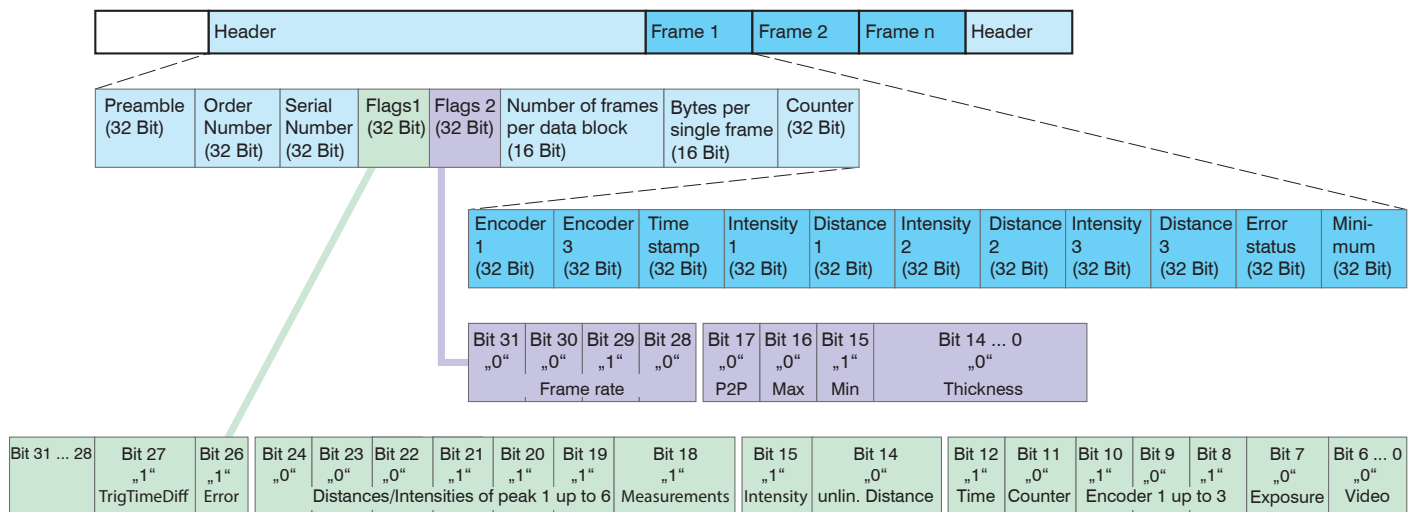 Header Frame 1 Frame 2 Frame n Header
Preamble Order Serial Flags1 Flags 2 Number of frames Bytes per Counter
(32 Bit) Number Number (32 Bit) (32 Bit) per data block single frame (32 Bit)
(32 Bit) (32 Bit) (16 Bit) (16 Bit)
Encoder Encoder Time Intensity Distance Intensity Distance Intensity Distance Error Mini-
1 3 stamp 1 1 2 2 3 3 status mum
(32 Bit) (32 Bit) (32 Bit) (32 Bit) (32 Bit) (32 Bit) (32 Bit) (32 Bit) (32 Bit) (32 Bit) (32 Bit)
Bit 31 Bit 30 Bit 29 Bit 28 Bit 17 Bit 16 Bit 15 Bit 14 ... 0
„0“ „0“ „1“ „0“ „0“ „0“ „1“ „0“
Frame rate P2P Max Min Thickness
Bit 31 ... 28 Bit 27 Bit 26 Bit 24 Bit 23 Bit 22 Bit 21 Bit 20 Bit 19 Bit 18 Bit 15 Bit 14 Bit 12 Bit 11 Bit 10 Bit 9 Bit 8 Bit 7 Bit 6 ... 0
„1“ „1“ „0“ „0“ „0“ „1“ „1“ „1“ „1“ „1“ „0“ „1“ „0“ „1“ „0“ „1“ „0“ „0“
TrigTimeDiff Error Distances/Intensities of peak 1 up to 6 Measurements Intensity unlin. Distance Time Counter Encoder 1 up to 3 Exposure Video